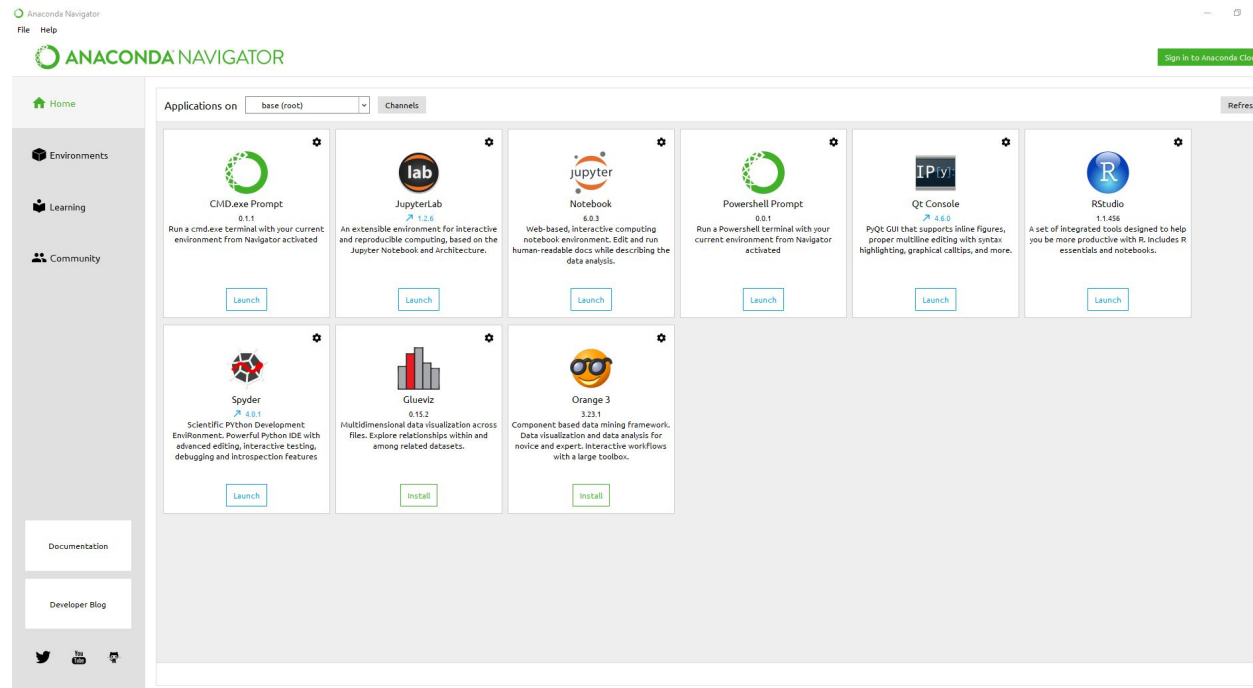 Anaconda Navigator
File Help
ANACONDA NAVIGATOR
Sign in to Anaconda Clou
Home
Environments
Learning
Community
Documentation
Developer Blog
You
Tube
Applications on base (root) Channels
Refres
CMD.exe Prompt
0.1.1
Run a cmd.exe terminal with your current
environment from Navigator activated
Launch
lab
JupyterLab
1.2.6
An extensible environment for interactive
and reproducible computing, based on the
Jupyter Notebook and Architecture.
Launch
jupyter
Notebook
6.0.3
Web-based, interactive computing
notebook environment. Edit and run
human-readable docs while describing the
data analysis.
Launch
Powershell Prompt
0.0.1
Run a Powershell terminal with your
current environment from Navigator
activated
Launch
IP[y]:
Qt Console
4.6.0
PyQt GUI that supports inline figures,
proper multiline editing with syntax
highlighting, graphical calltips, and more.
Launch
R
RStudio
1.1.456
A set of integrated tools designed to help
you be more productive with R. Includes R
essentials and notebooks.
Launch
Spyder
4.0.1
Scientific PYthon Development
EnviRonment. Powerful Python IDE with
advanced editing, interactive testing,
debugging and introspection features
Launch
Glueviz
0.15.2
Multidimensional data visualization across
files. Explore relationships within and
among related datasets.
Install
Orange 3
3.23.1
Component based data mining framework.
Data visualization and data analysis for
novice and expert. Interactive workflows
with a large toolbox.
Install